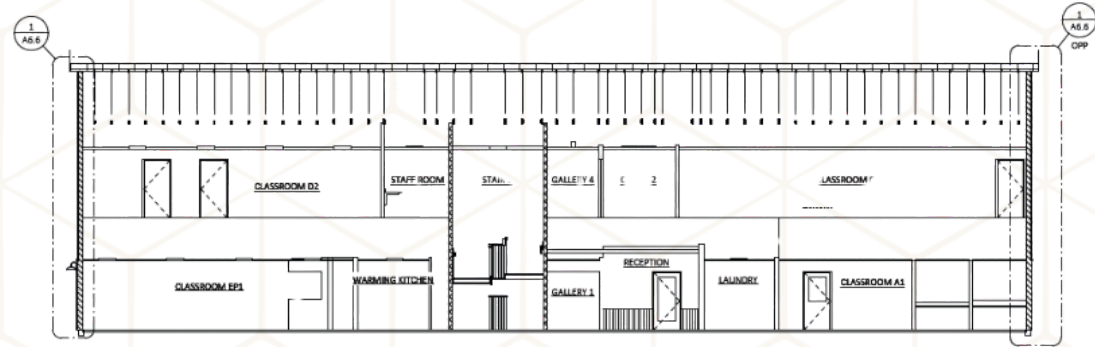 1
A6.6
1
A6.6
OPP
CLASSROOM D2
STAFF ROOM
GALLERY 4
2
CLASSROOM EP1
WARMING KITCHEN
GALLERY 1
RECEPTION
LAUNDRY
CLASSROOM A1